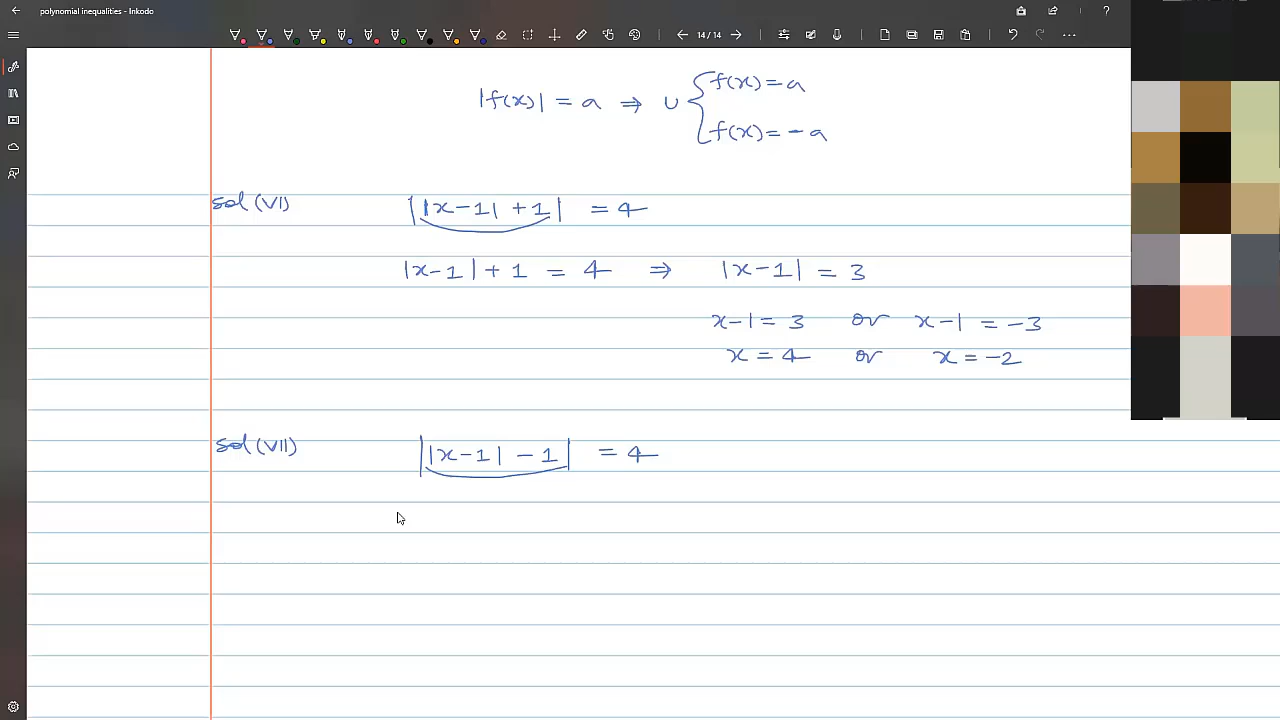 polynomial inequalities - Inkodo
14 / 14
|f(x)| = a ⇒ ∪ { f(x) = a
f(x) = - a
sol (VI) | |x-1| + 1 | = 4
|x-1| + 1 = 4 ⇒ |x-1| = 3
x-1 = 3 or x-1 = -3
x = 4 or x = -2
sol (VII) | |x-1| - 1 | = 4